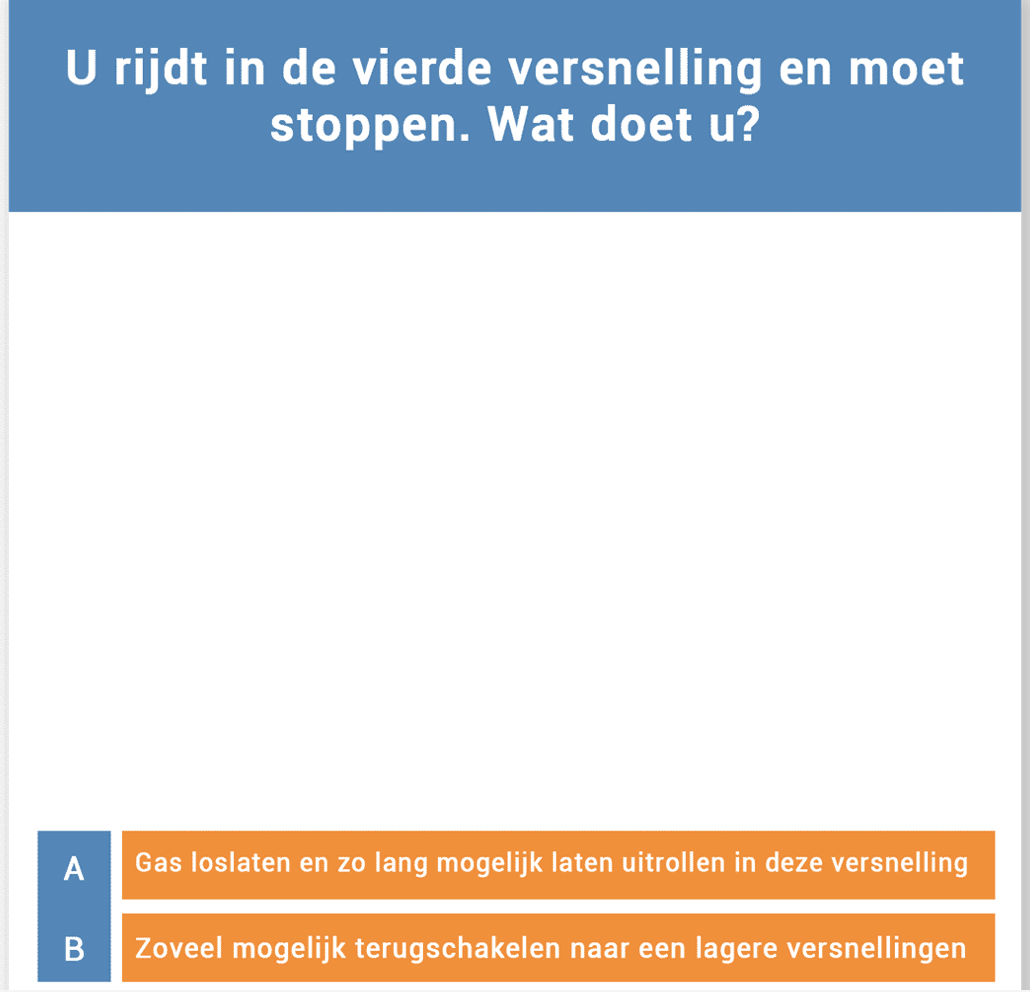 U rijdt in de vierde versnelling en moet
stoppen. Wat doet u?
A
Gas loslaten en zo lang mogelijk laten uitrollen in deze versnelling
B
Zoveel mogelijk terugschakelen naar een lagere versnellingen